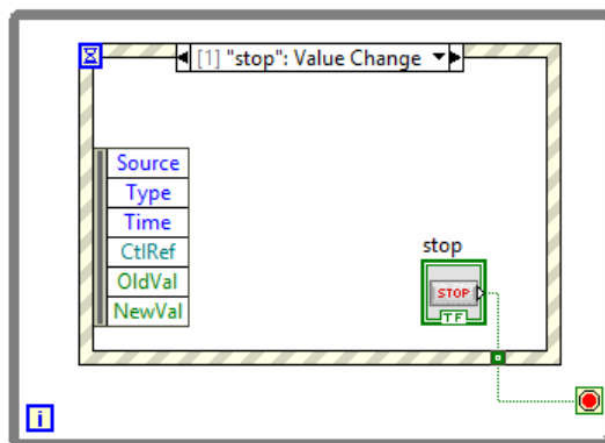 [1] "stop": Value Change
Source
Type
Time
CtlRef
OldVal
NewVal
stop
STOP
TF
i